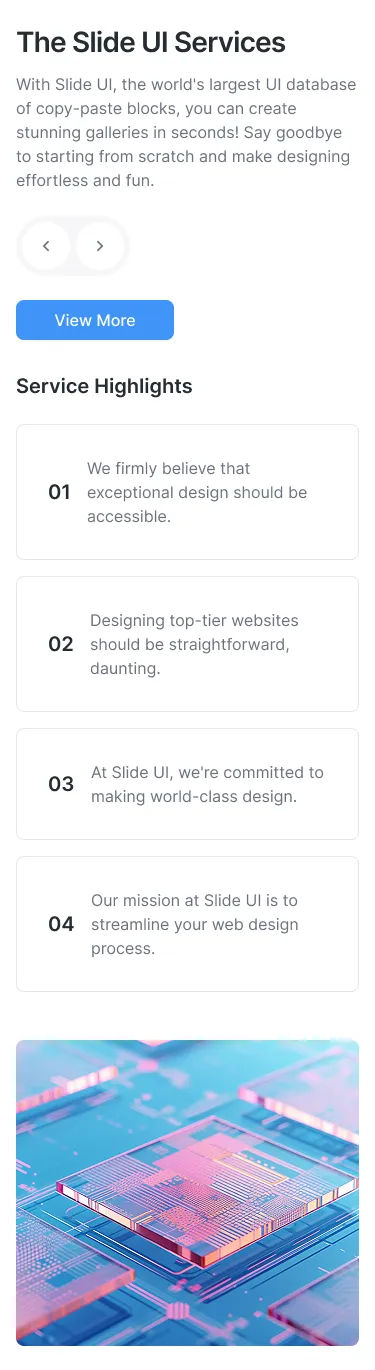 The Slide UI Services
With Slide UI, the world's largest UI database
of copy-paste blocks, you can create
stunning galleries in seconds! Say goodbye
to starting from scratch and make designing
effortless and fun.
View More
Service Highlights
01
We firmly believe that
exceptional design should be
accessible.
02
Designing top-tier websites
should be straightforward,
daunting.
03
At Slide UI, we're committed to
making world-class design.
04
Our mission at Slide UI is to
streamline your web design
process.